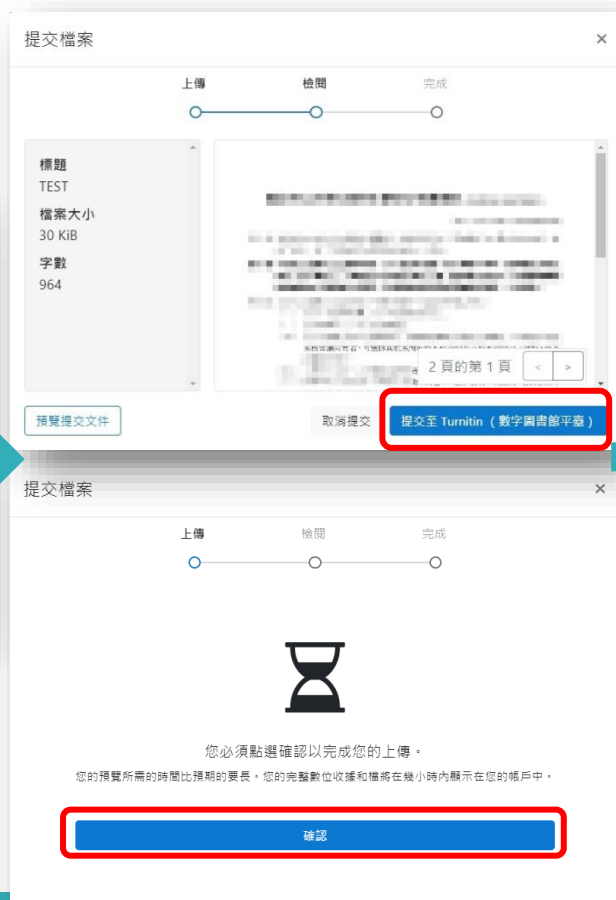 提交檔案 ×
上傳 檢閱 完成
標題
TEST
檔案大小
30 KiB
字數
964
2 頁的第 1 頁 < >
預覽提交文件 取消提交 提交至 Turnitin （數字圖書館平臺）
提交檔案 ×
上傳 檢閱 完成
您必須點選確認以完成您的上傳。
您的預覽所需的時間比預期的要長。您的完整數位收據和檔將在幾小時內顯示在您的帳戶中。
確認